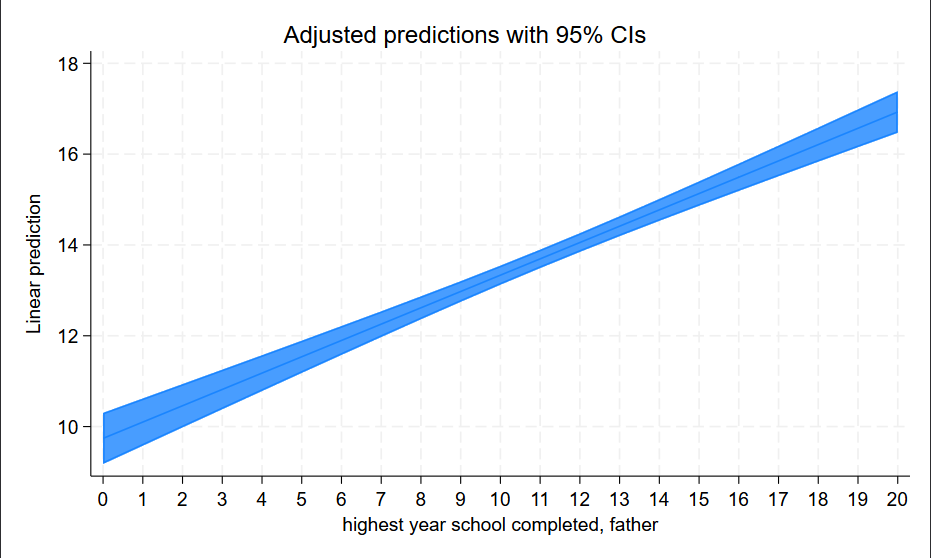 Adjusted predictions with 95% CIs
18
16
14
12
10
Linear prediction
0 1 2 3 4 5 6 7 8 9 10 11 12 13 14 15 16 17 18 19 20
highest year school completed, father